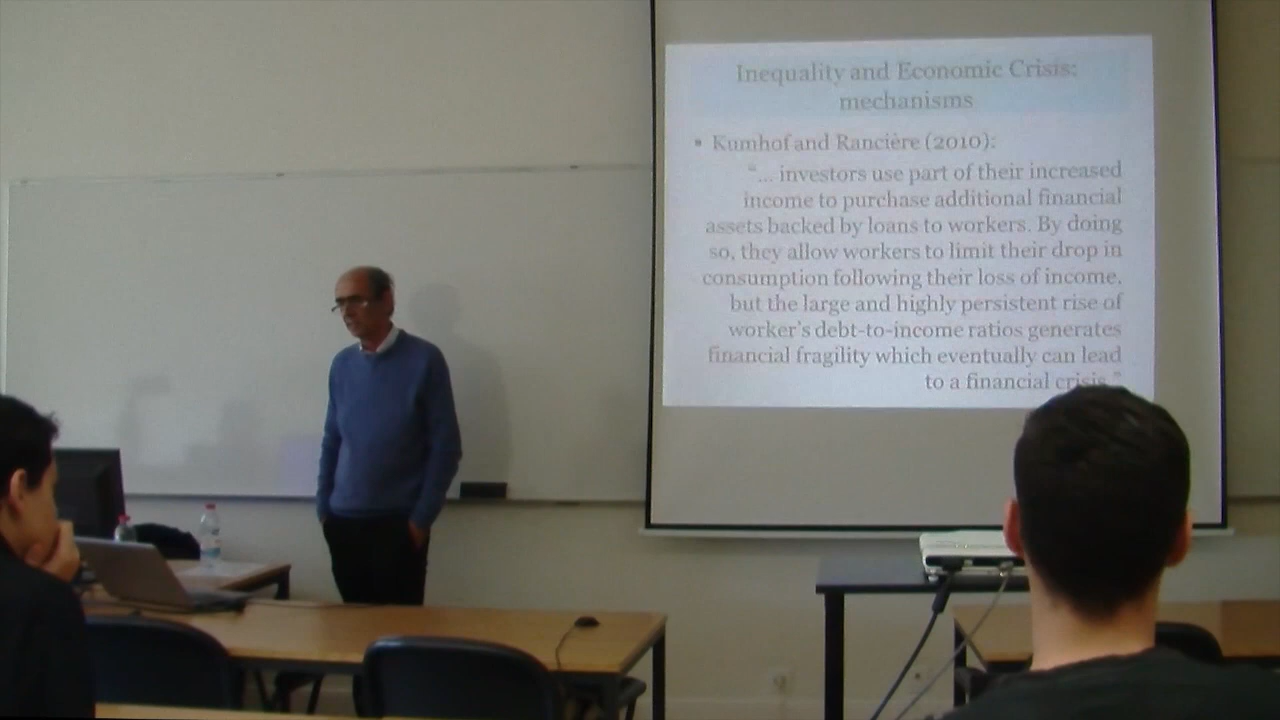 Inequality and Economic Crisis:
mechanisms
▪ Kumhof and Rancière (2010):
“… investors use part of their increased
income to purchase additional financial
assets backed by loans to workers. By doing
so, they allow workers to limit their drop in
consumption following their loss of income,
but the large and highly persistent rise of
worker’s debt-to-income ratios generates
financial fragility which eventually can lead
to a financial crisis.”